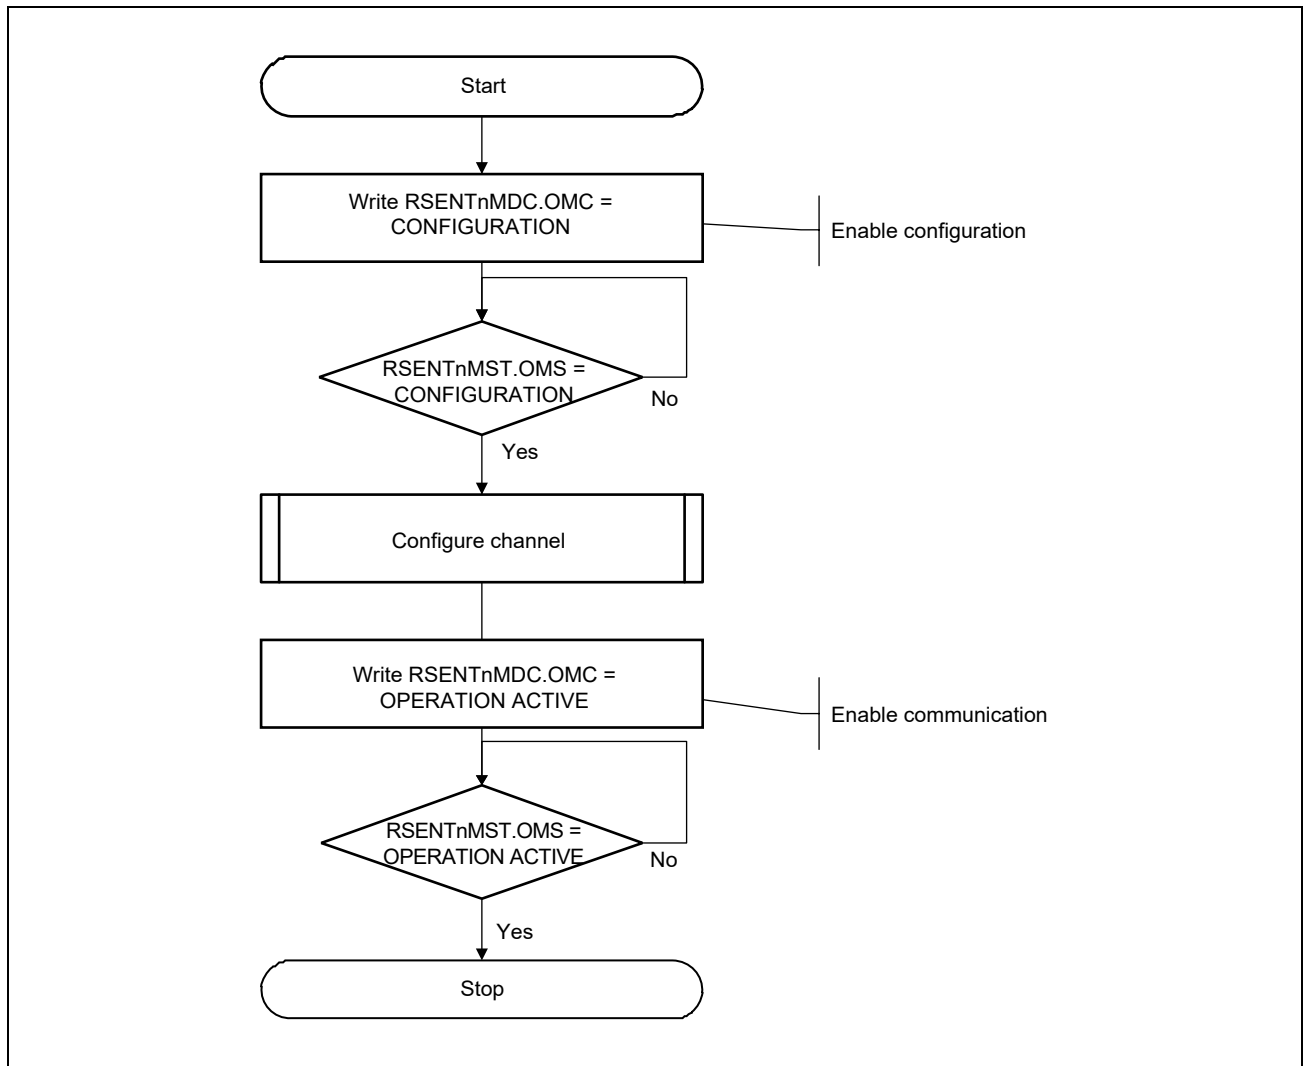 Start
Write RSENTnMDC.OMC =
CONFIGURATION
Enable configuration
RSENTnMST.OMS =
CONFIGURATION
No
Yes
Configure channel
Write RSENTnMDC.OMC =
OPERATION ACTIVE
Enable communication
RSENTnMST.OMS =
OPERATION ACTIVE
No
Yes
Stop